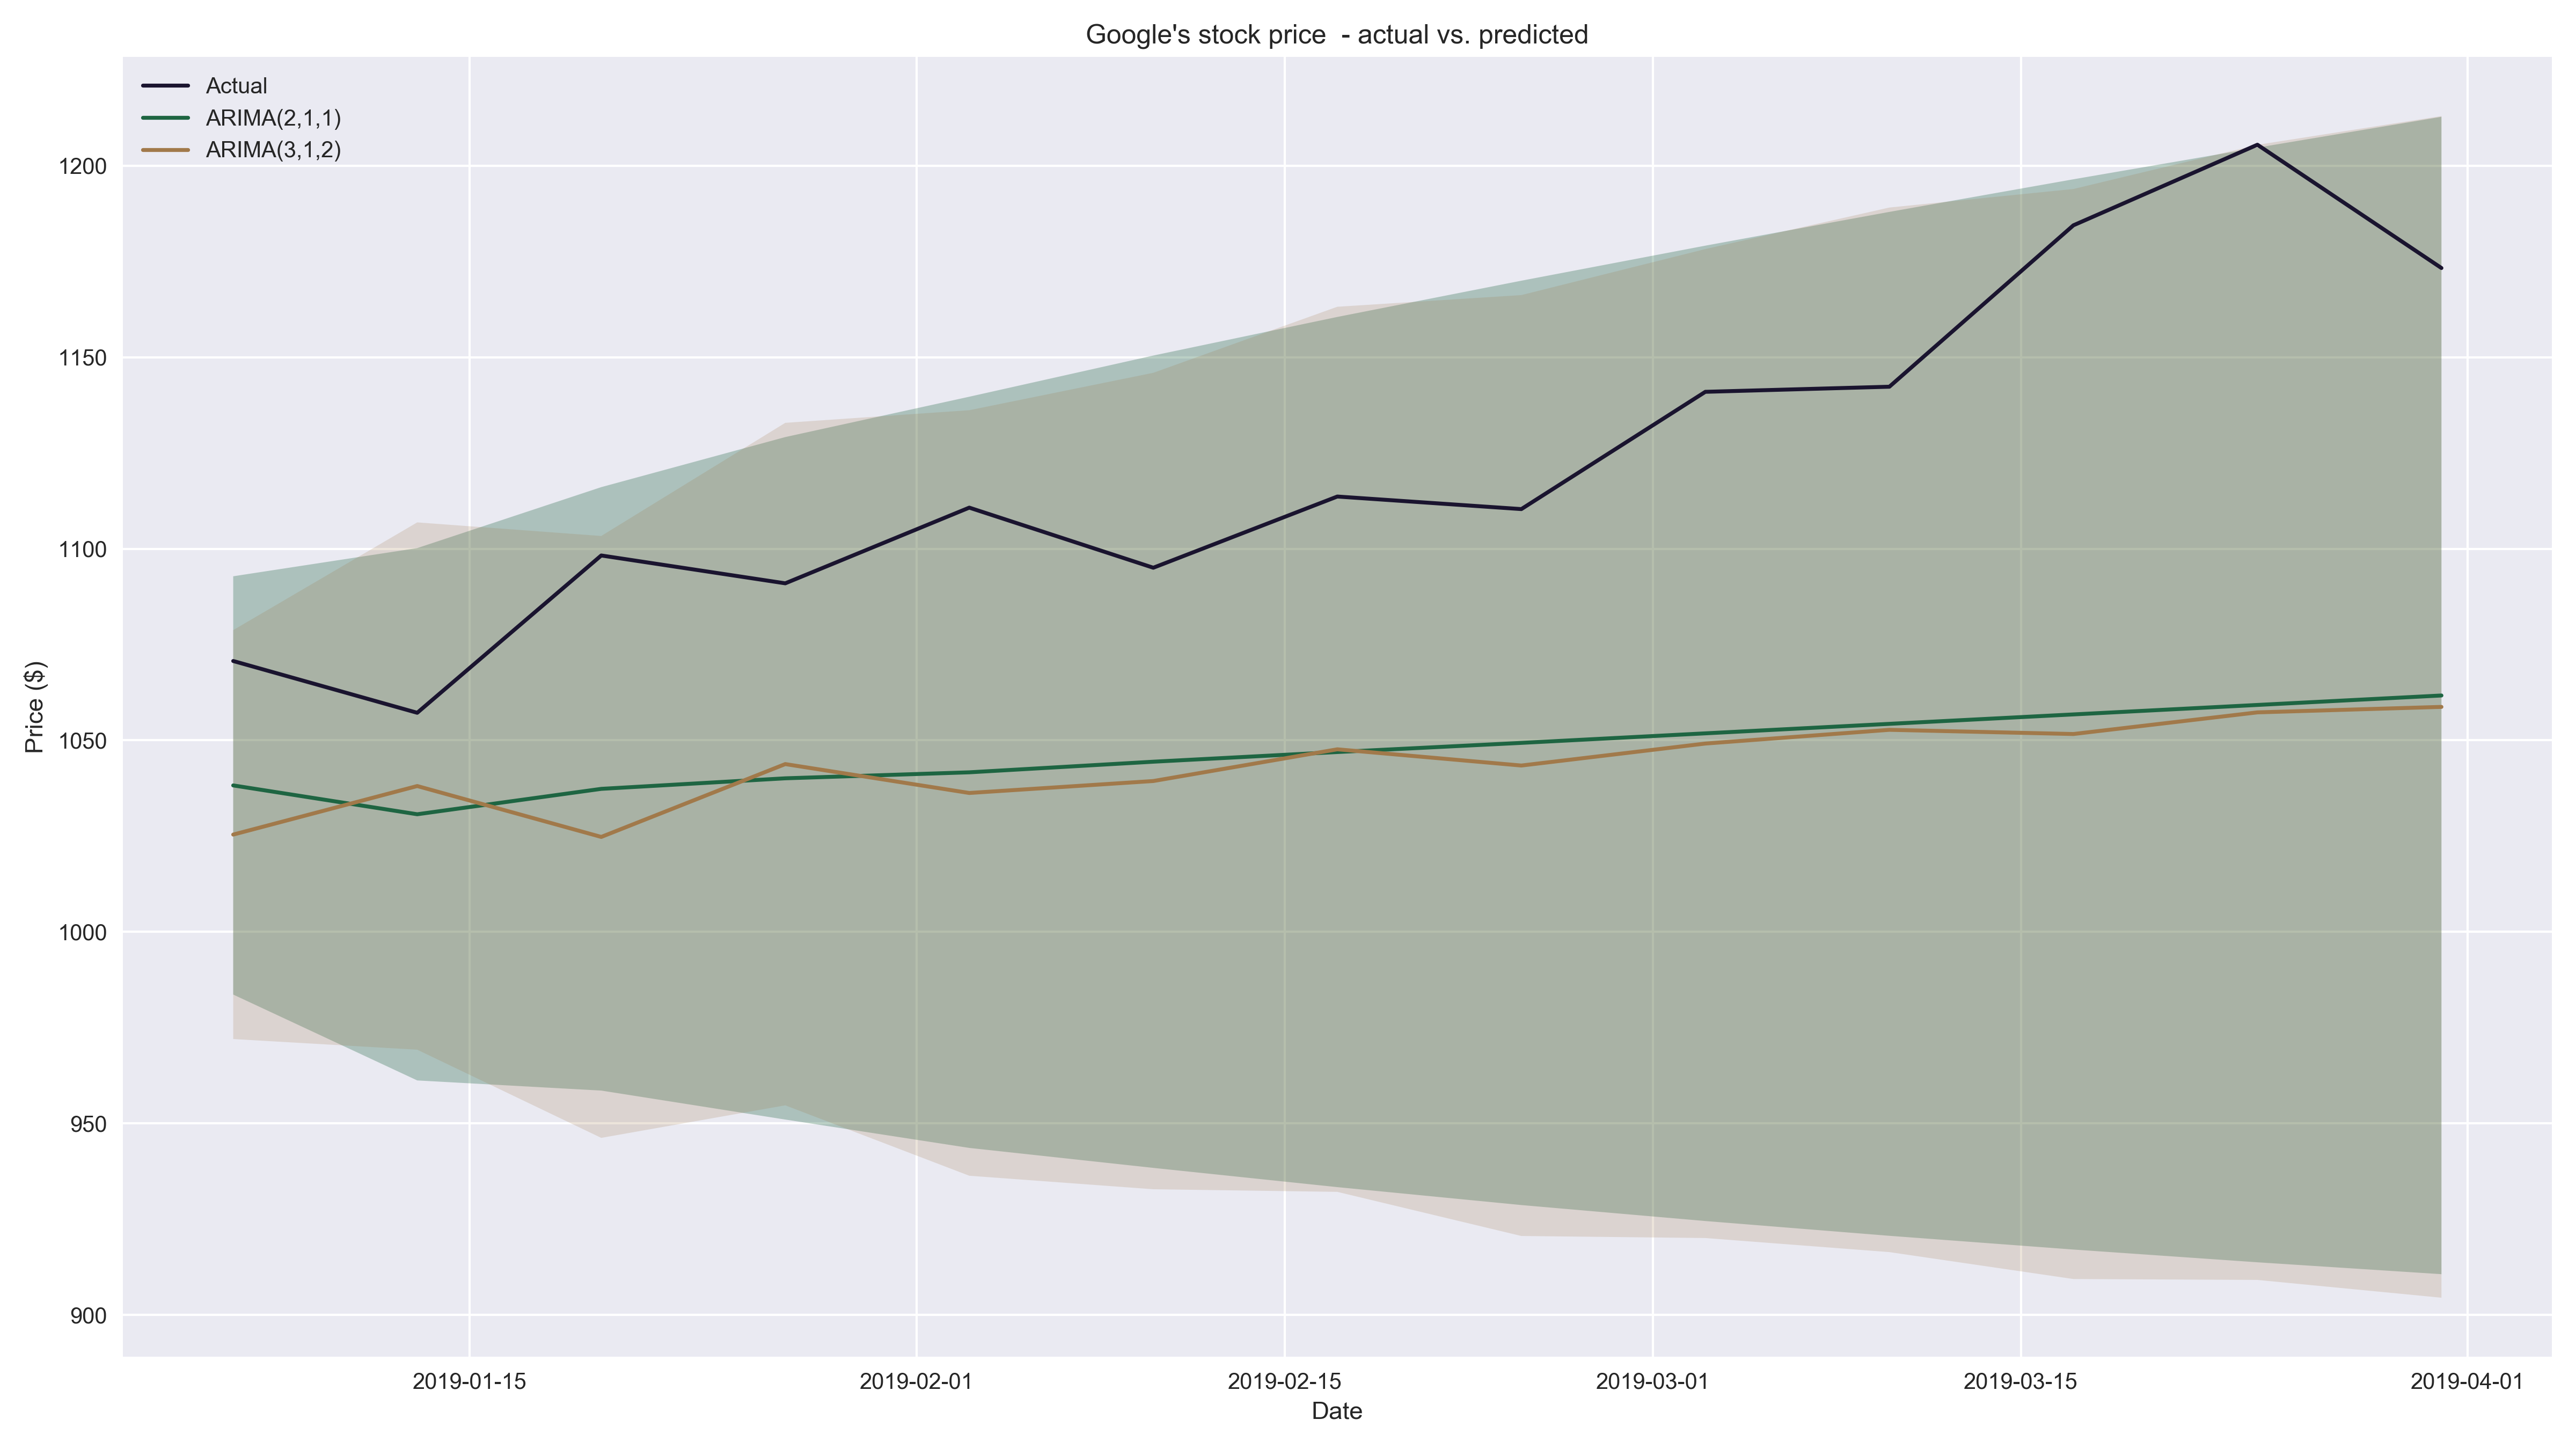 Google's stock price  - actual vs. predicted
Actual
ARIMA(2,1,1)
ARIMA(3,1,2)
1200
1150
1100
1050
1000
950
900
Price ($)
2019-01-15
2019-02-01
2019-02-15
2019-03-01
2019-03-15
2019-04-01
Date